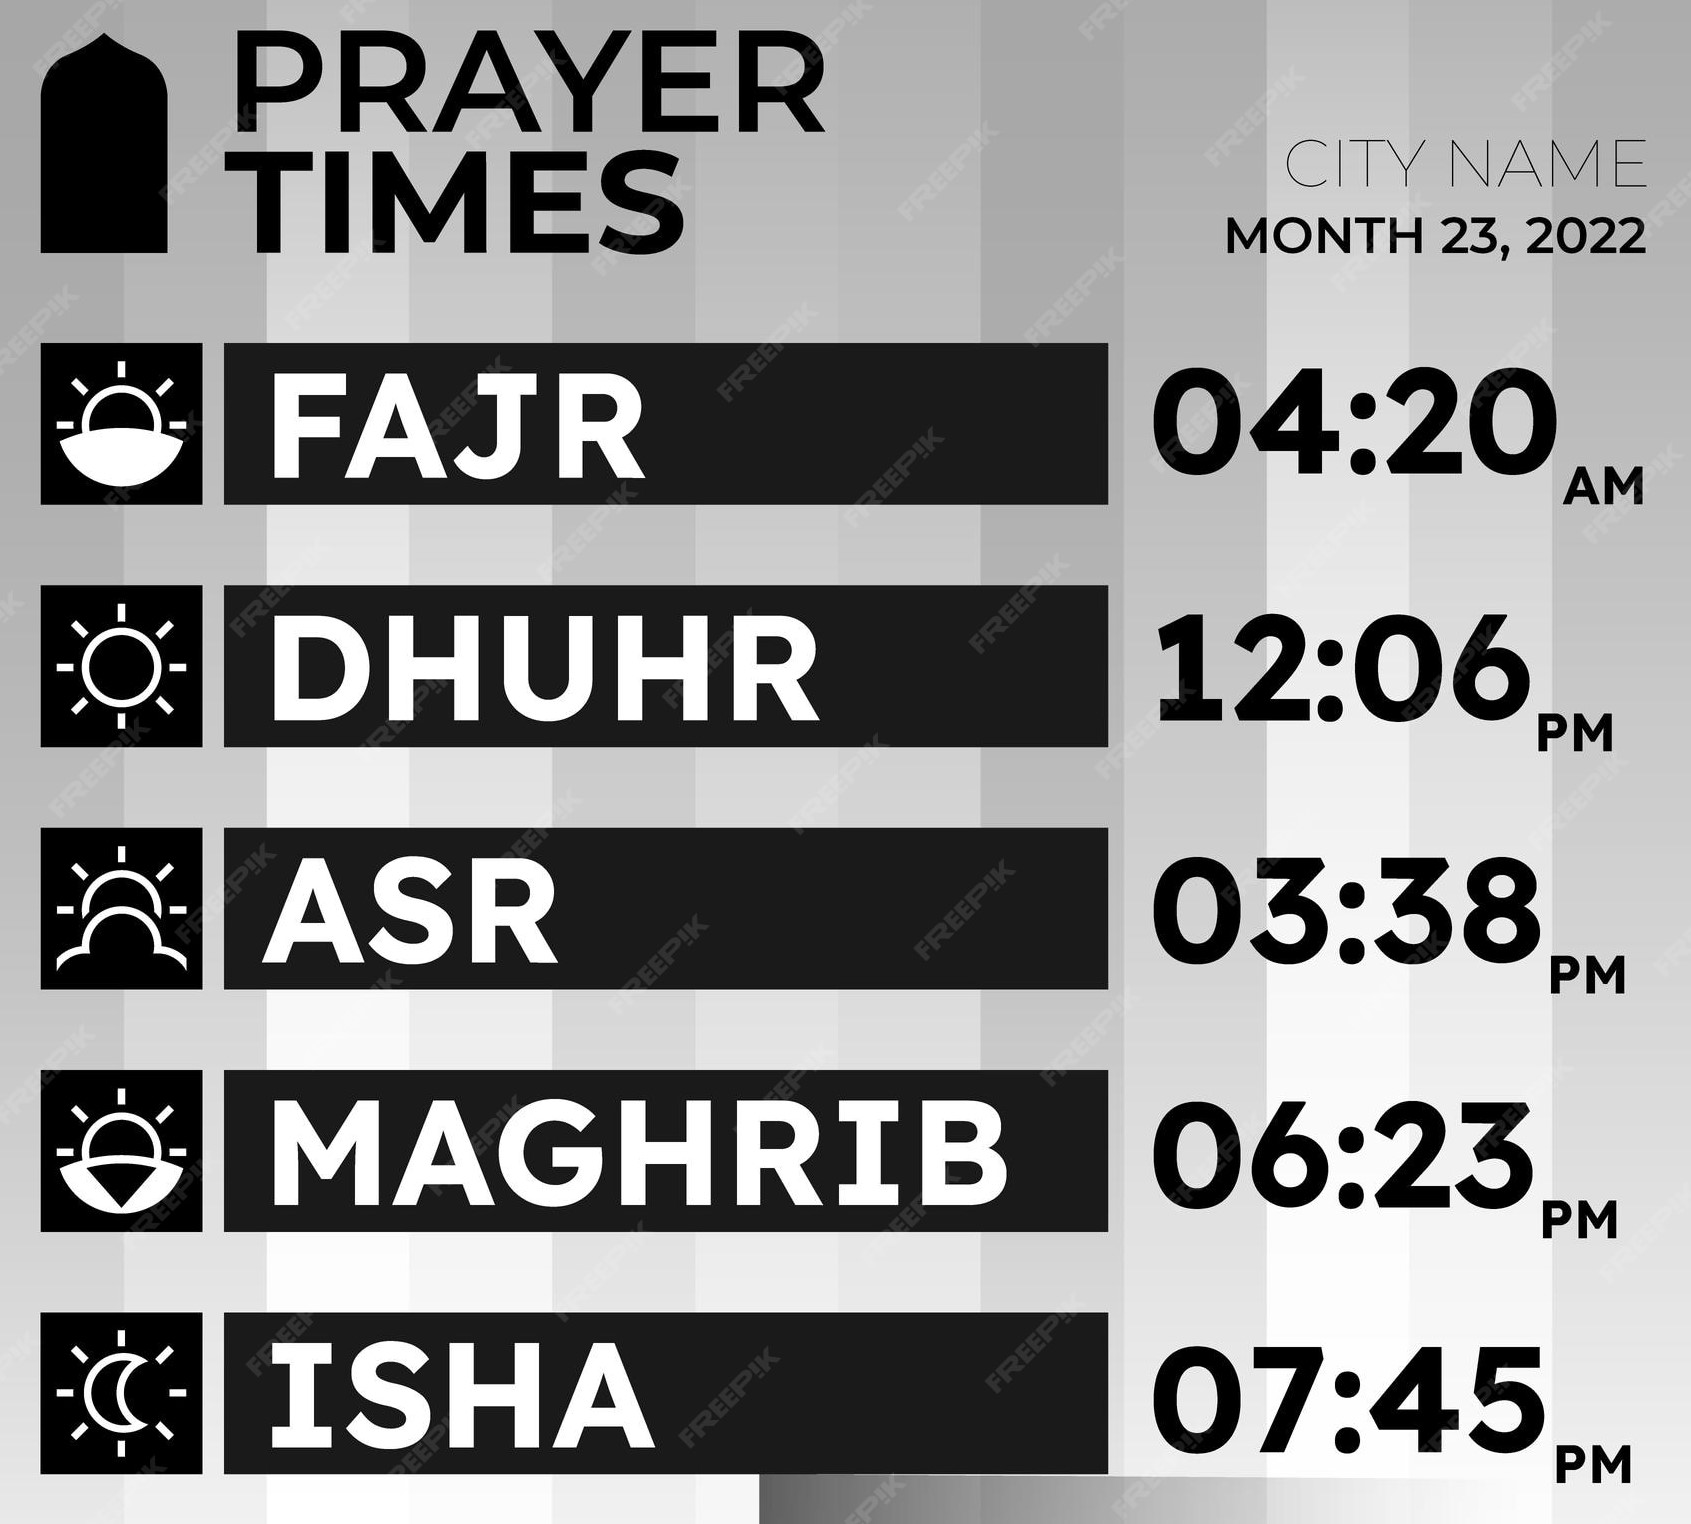 PRAYER
TIMES
CITY NAME
MONTH 23, 2022
FAJR 04:20 AM
DHUHR 12:06 PM
ASR 03:38 PM
MAGHRIB 06:23 PM
ISHA 07:45 PM
FREEPIK